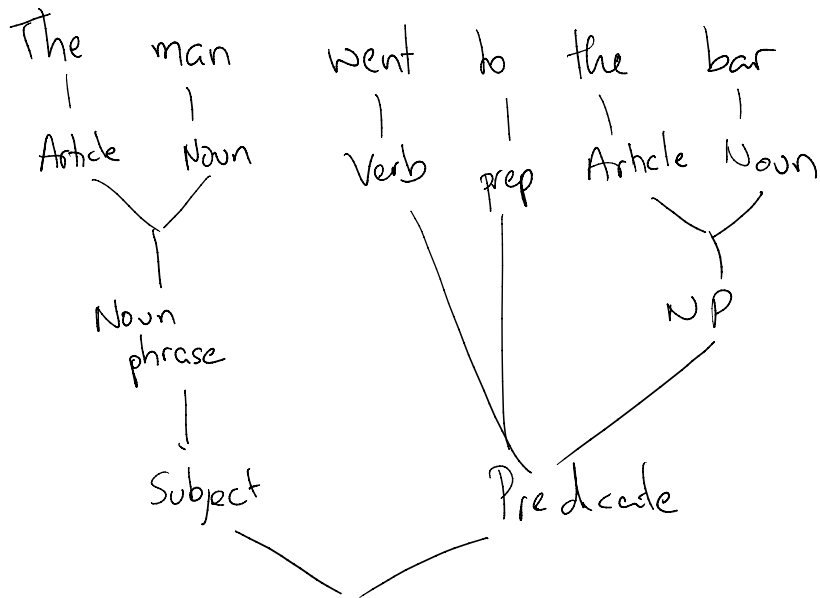 The man went to the bar
Article Noun Verb prep Article Noun
Noun phrase NP
Subject Predicate